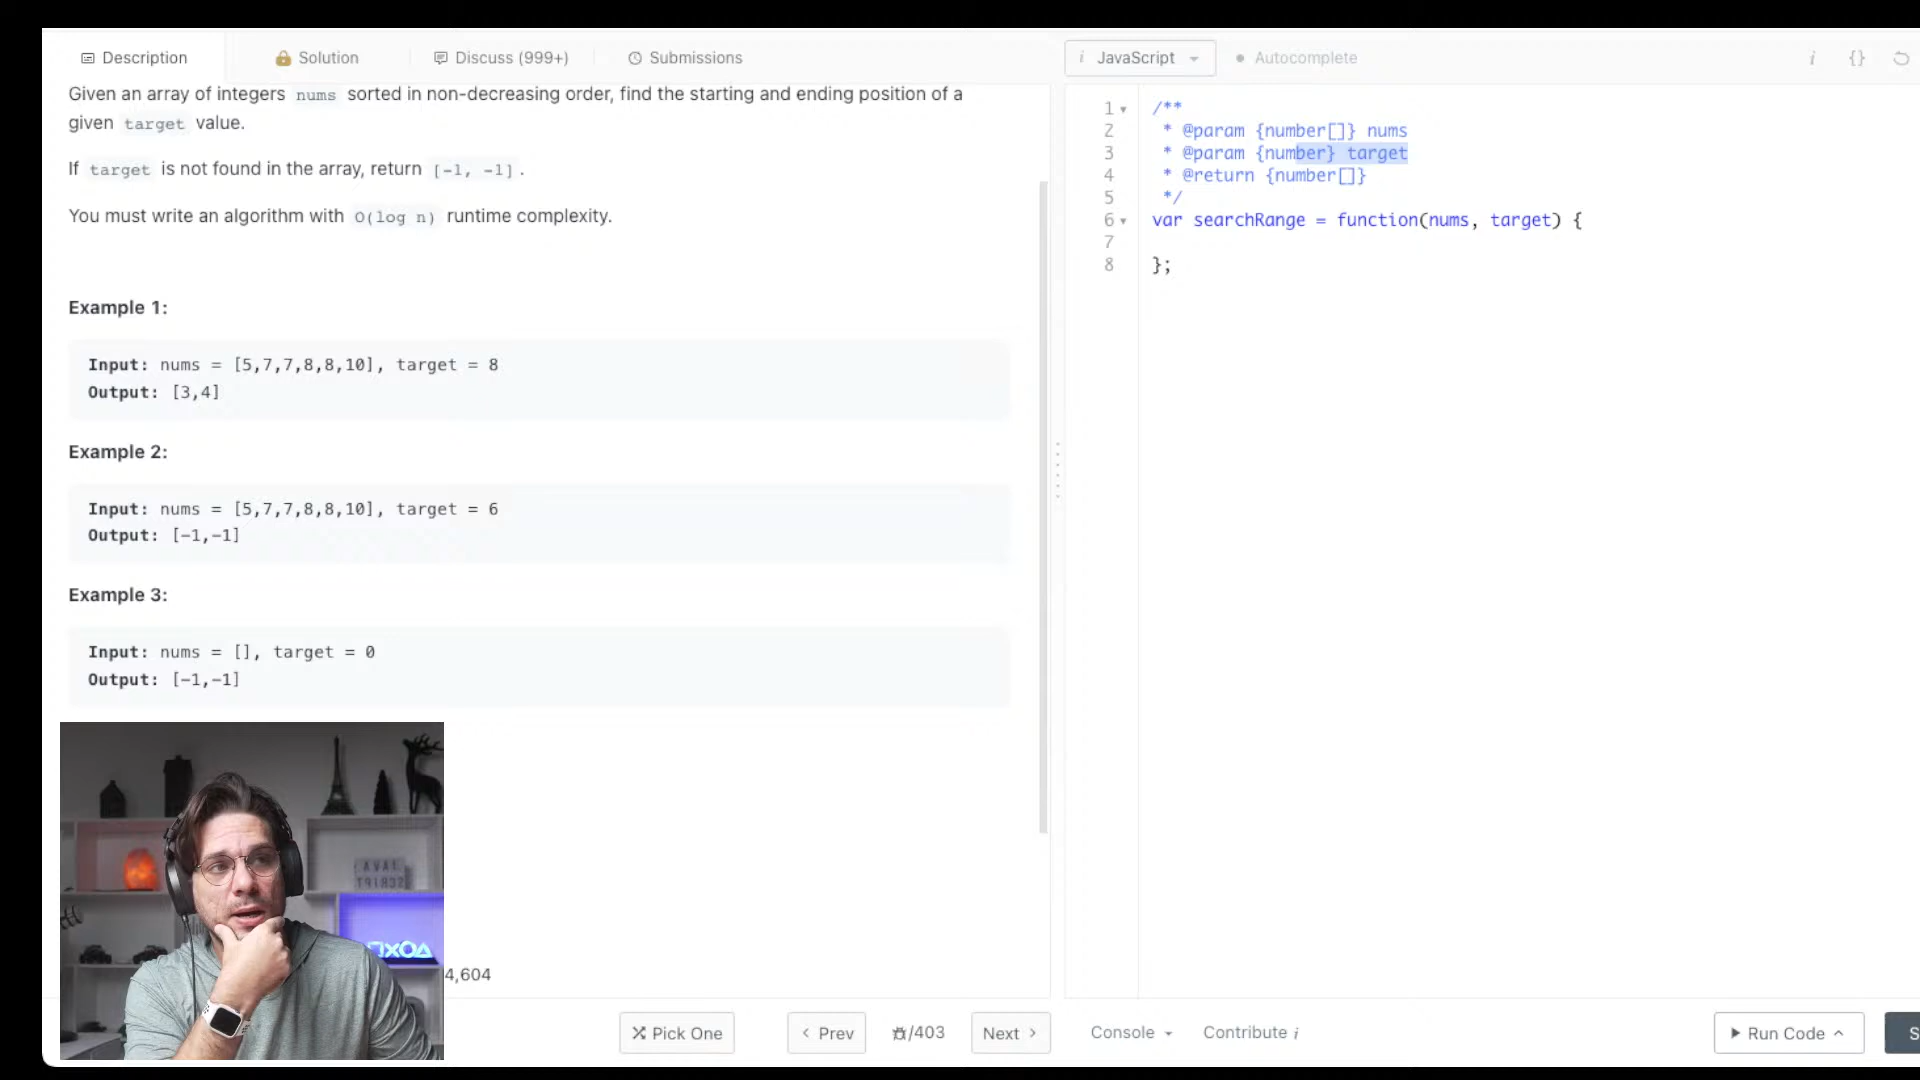 Description
Solution
Discuss (999+)
Submissions
Given an array of integers nums sorted in non-decreasing order, find the starting and ending position of a
given target value.
If target is not found in the array, return [-1, -1].
You must write an algorithm with O(log n) runtime complexity.
Example 1:
Input: nums = [5,7,7,8,8,10], target = 8
Output: [3,4]
Example 2:
Input: nums = [5,7,7,8,8,10], target = 6
Output: [-1,-1]
Example 3:
Input: nums = [], target = 0
Output: [-1,-1]
JAVA
SCRIPT
4,604
Pick One
< Prev
/403
Next >
i JavaScript
Autocomplete
i {}
1 /**
2 * @param {number[]} nums
3 * @param {number} target
4 * @return {number[]}
5 */
6 var searchRange = function(nums, target) {
7
8 };
Console
Contribute i
Run Code
S